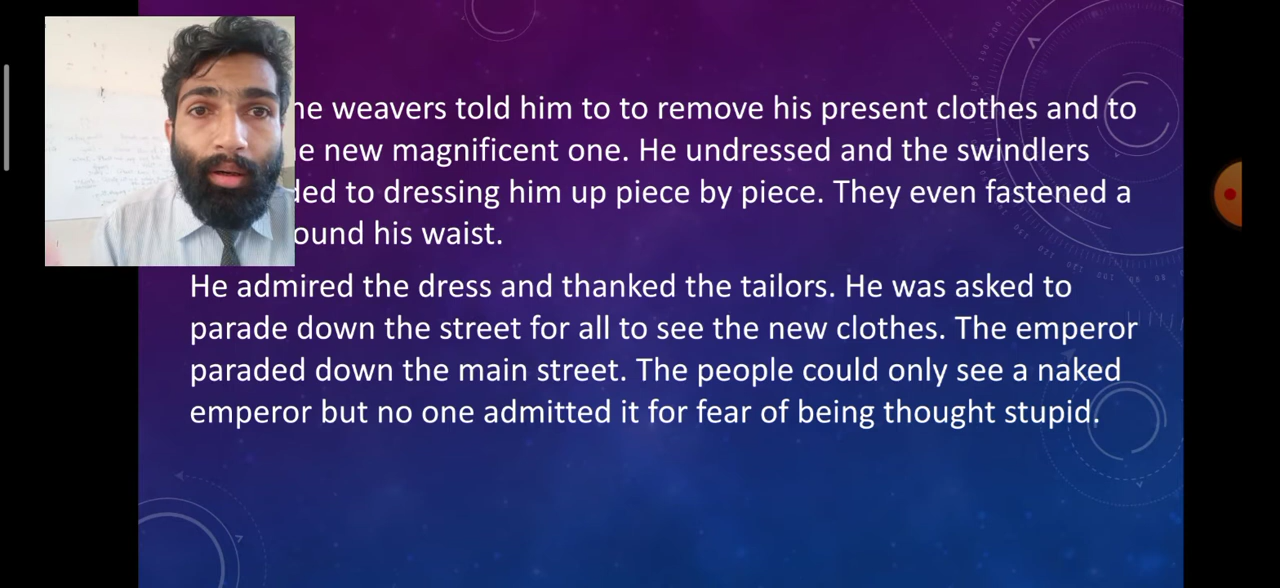 weavers told him to to remove his present clothes and to
new magnificent one. He undressed and the swindlers
to dressing him up piece by piece. They even fastened a
his waist.
He admired the dress and thanked the tailors. He was asked to
parade down the street for all to see the new clothes. The emperor
paraded down the main street. The people could only see a naked
emperor but no one admitted it for fear of being thought stupid.